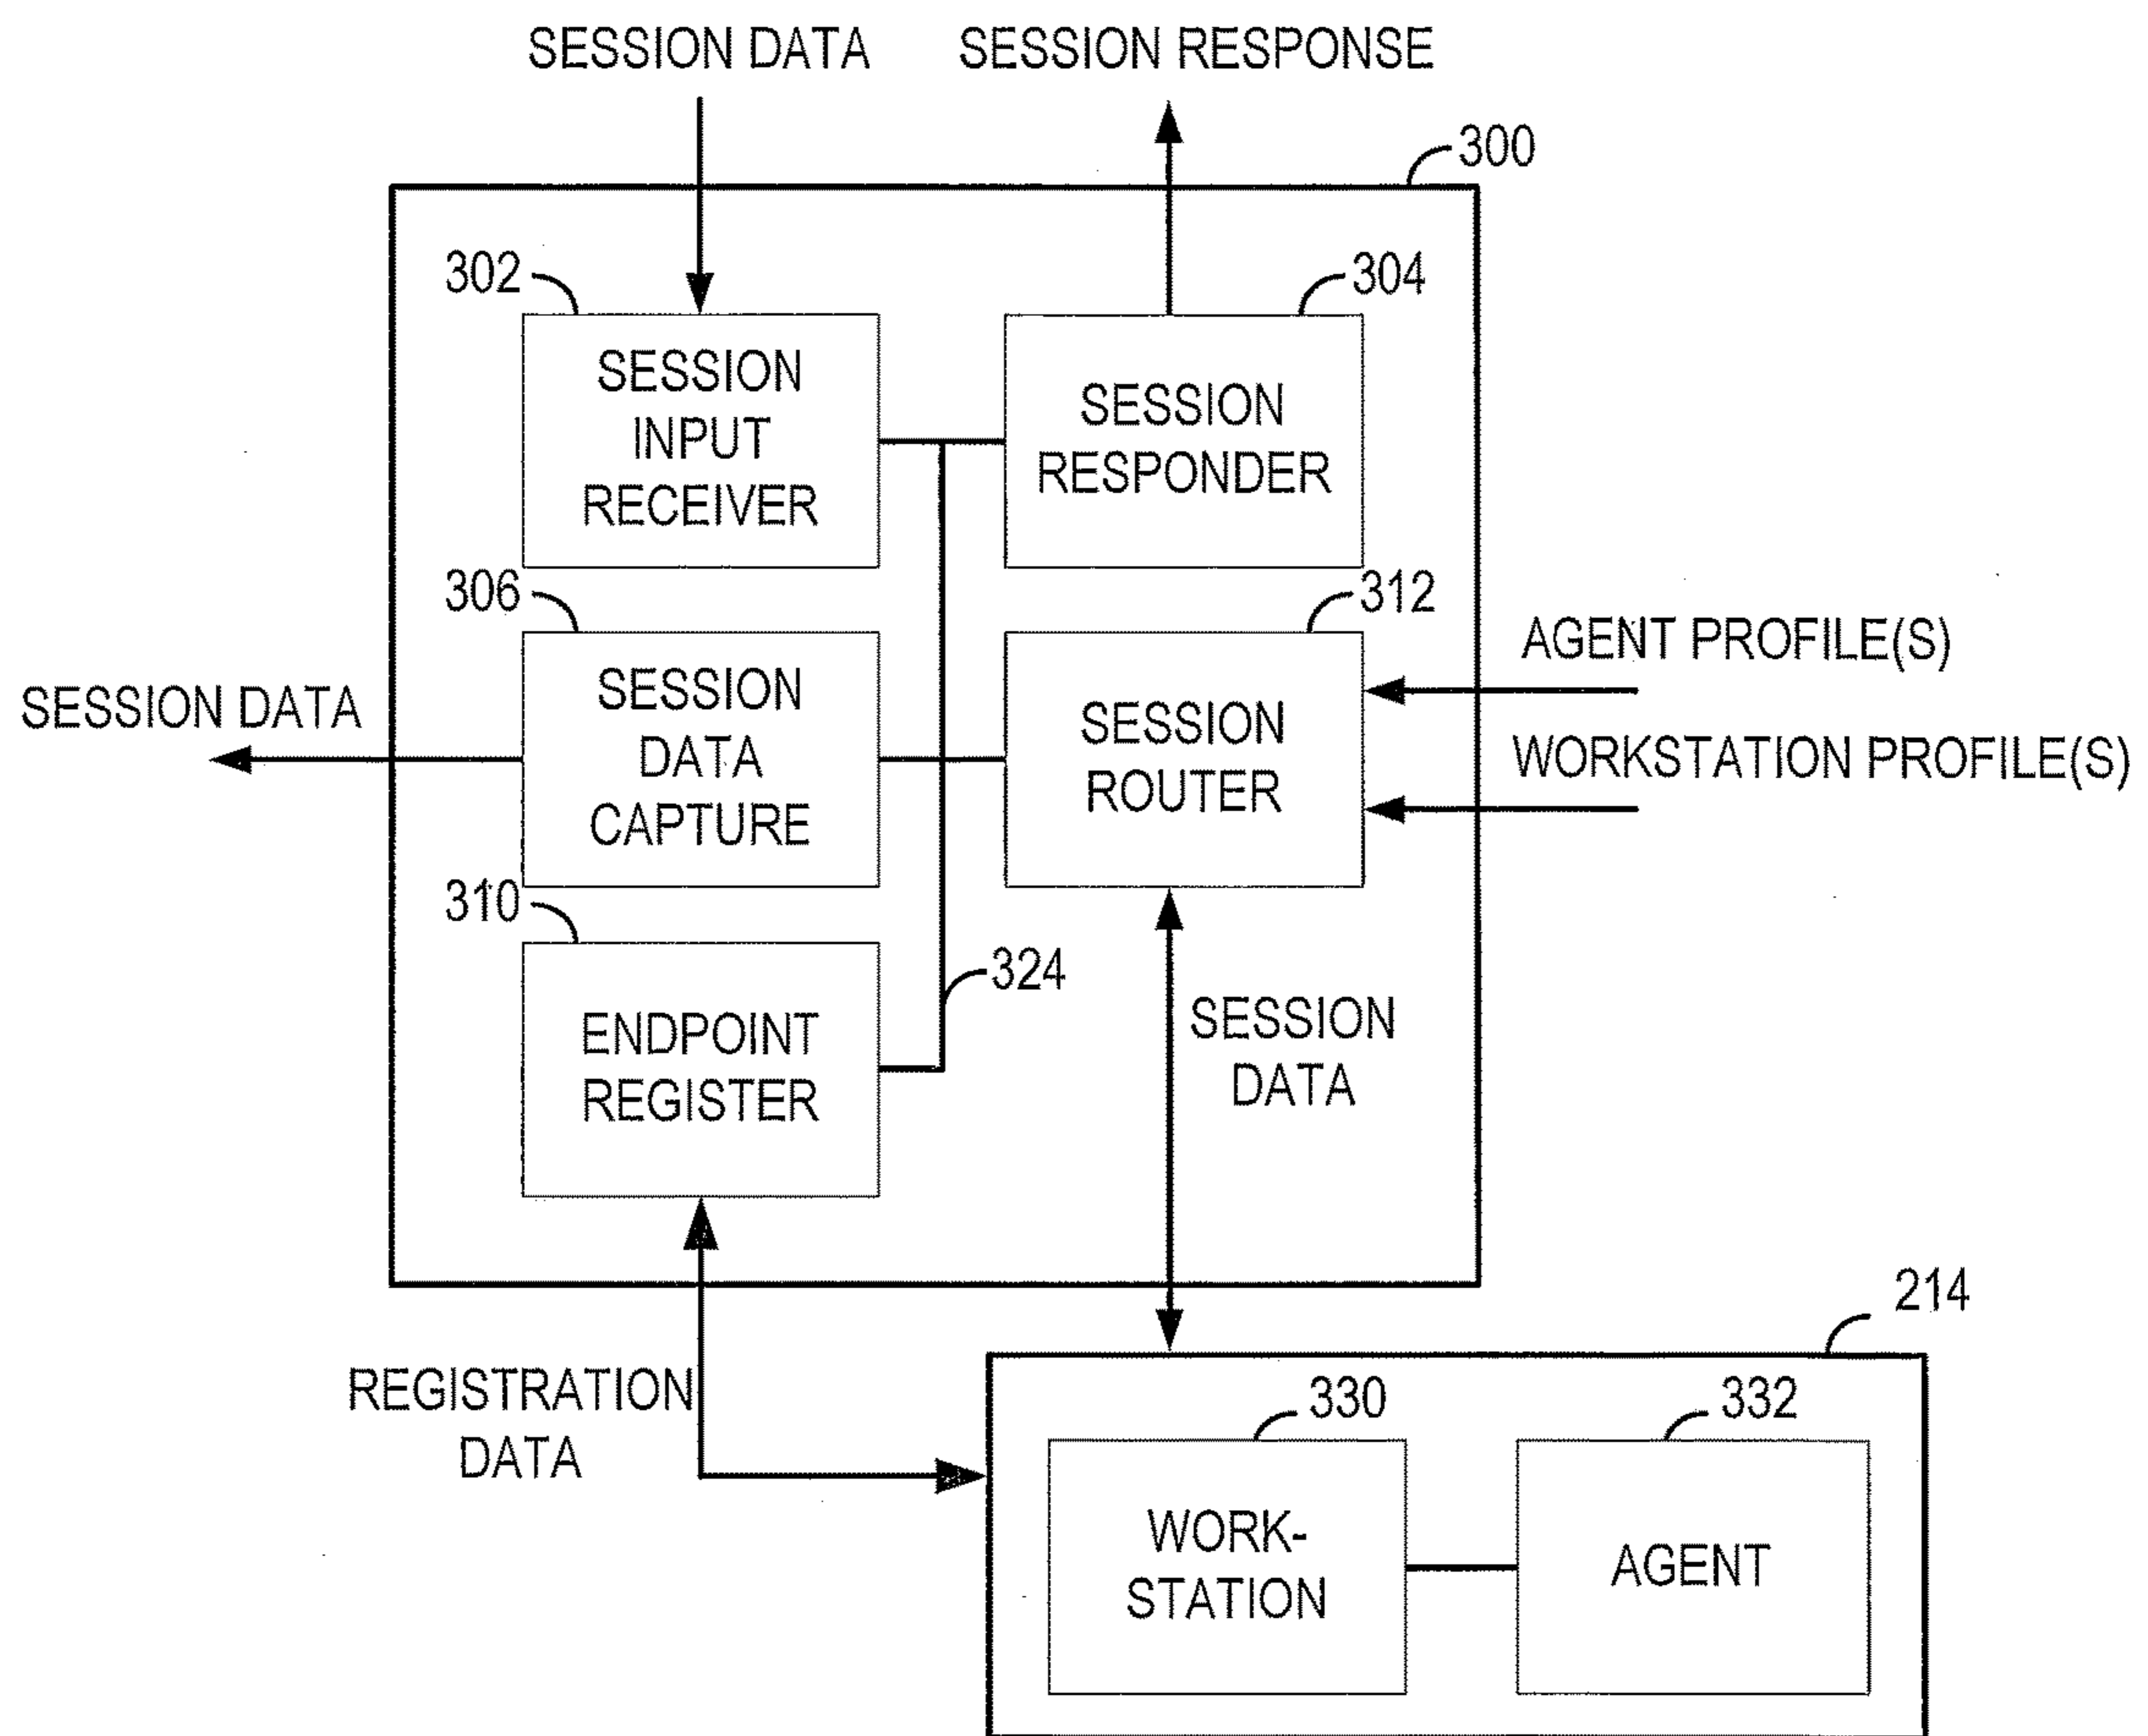 SESSION DATA
SESSION RESPONSE
300
302
304
SESSION
INPUT
RECEIVER
SESSION
RESPONDER
306
312
SESSION
DATA
CAPTURE
SESSION
ROUTER
AGENT PROFILE(S)
WORKSTATION PROFILE(S)
SESSION DATA
310
324
ENDPOINT
REGISTER
SESSION
DATA
214
REGISTRATION
DATA
330
332
WORK-
STATION
AGENT